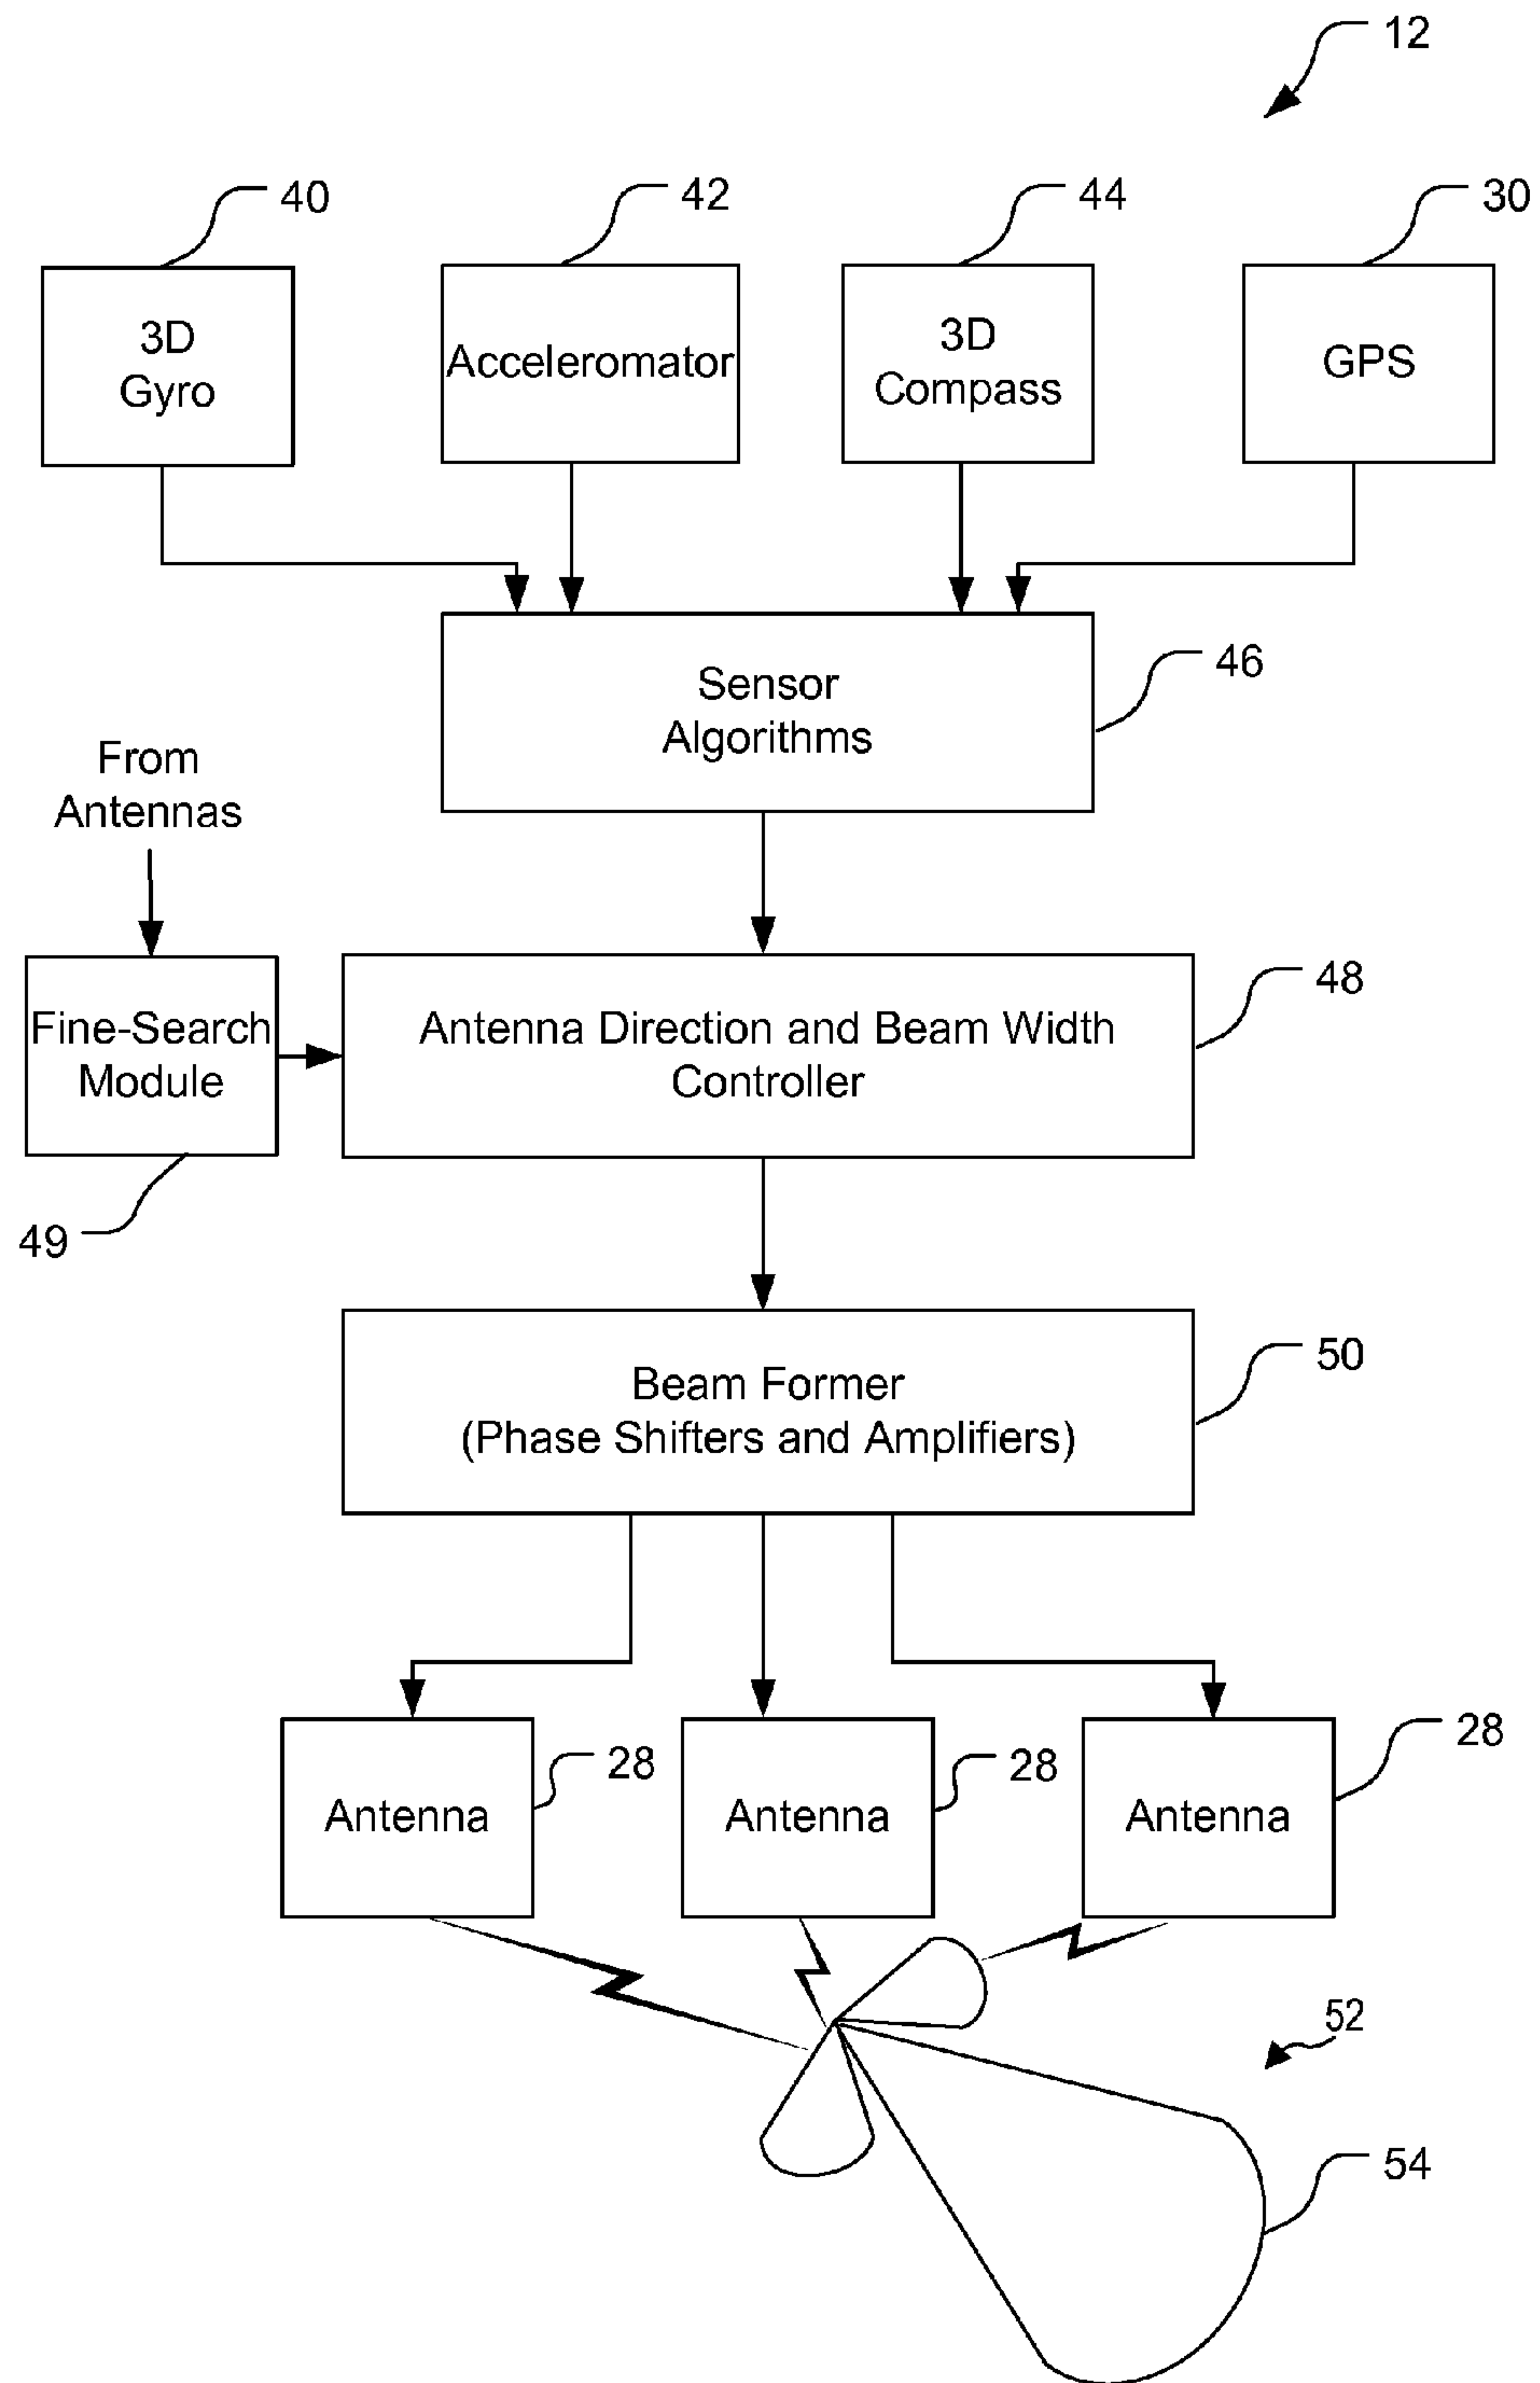 12
40
42
44
30
3D
Gyro
Acceleromator
3D
Compass
GPS
Sensor
Algorithms
46
From
Antennas
Fine-Search
Module
49
Antenna Direction and Beam Width
Controller
48
Beam Former
(Phase Shifters and Amplifiers)
50
Antenna
28
Antenna
28
Antenna
28
52
54